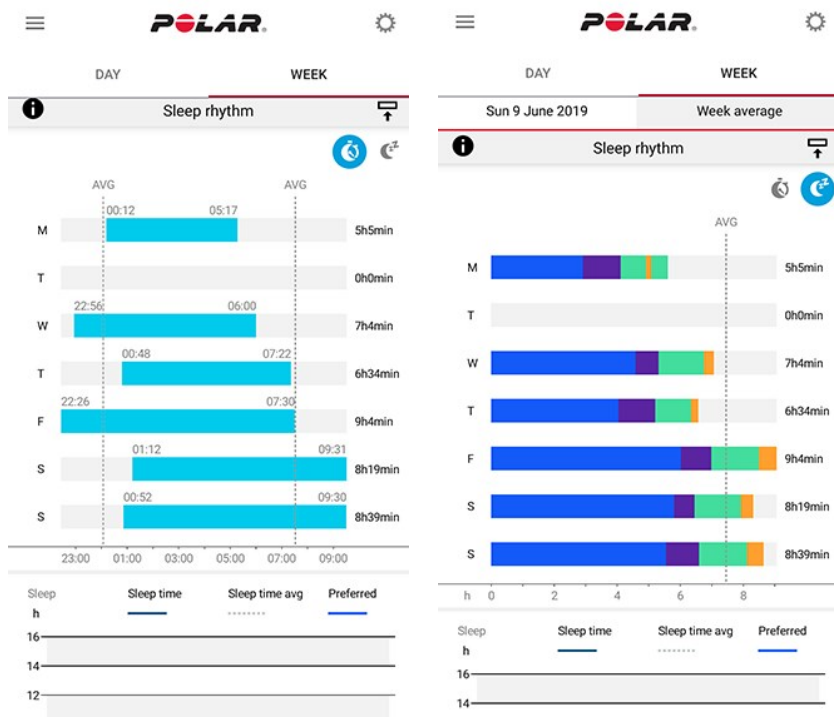 POLAR
DAY WEEK
Sleep rhythm
AVG AVG
00:12 05:17
M 5h5min
T 0h0min
22:56 06:00
W 7h4min
00:48 07:22
T 6h34min
22:26 07:30
F 9h4min
01:12 09:31
S 8h19min
00:52 09:30
S 8h39min
23:00 01:00 03:00 05:00 07:00 09:00
Sleep Sleep time Sleep time avg Preferred
h
16
14
12
POLAR
DAY WEEK
Sun 9 June 2019 Week average
Sleep rhythm
AVG
M 5h5min
T 0h0min
W 7h4min
T 6h34min
F 9h4min
S 8h19min
S 8h39min
h 0 2 4 6 8
Sleep Sleep time Sleep time avg Preferred
h
16
14